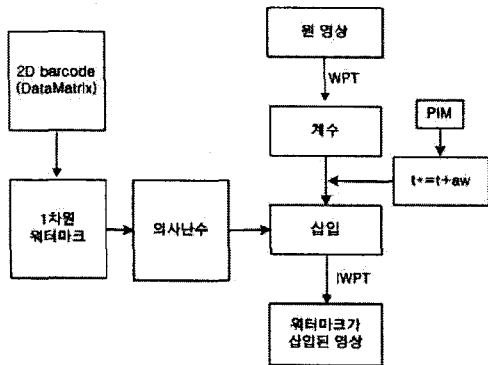 원 영상
2D barcode
(DataMatrix)
WPT
PIM
계수
t*=t+aw
1차원
워터마크
의사난수
삽입
IWPT
워터마크가
삽입된 영상